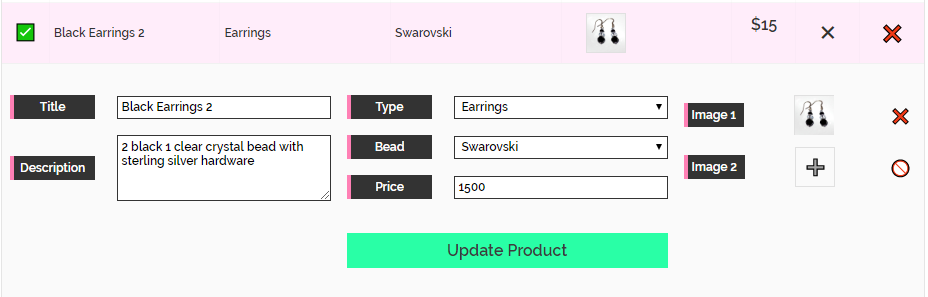 Black Earrings 2
Earrings
Swarovski
$15
Title
Black Earrings 2
Type
Earrings
Image 1
Description
2 black 1 clear crystal bead with
sterling silver hardware
Bead
Swarovski
Image 2
Price
1500
Update Product